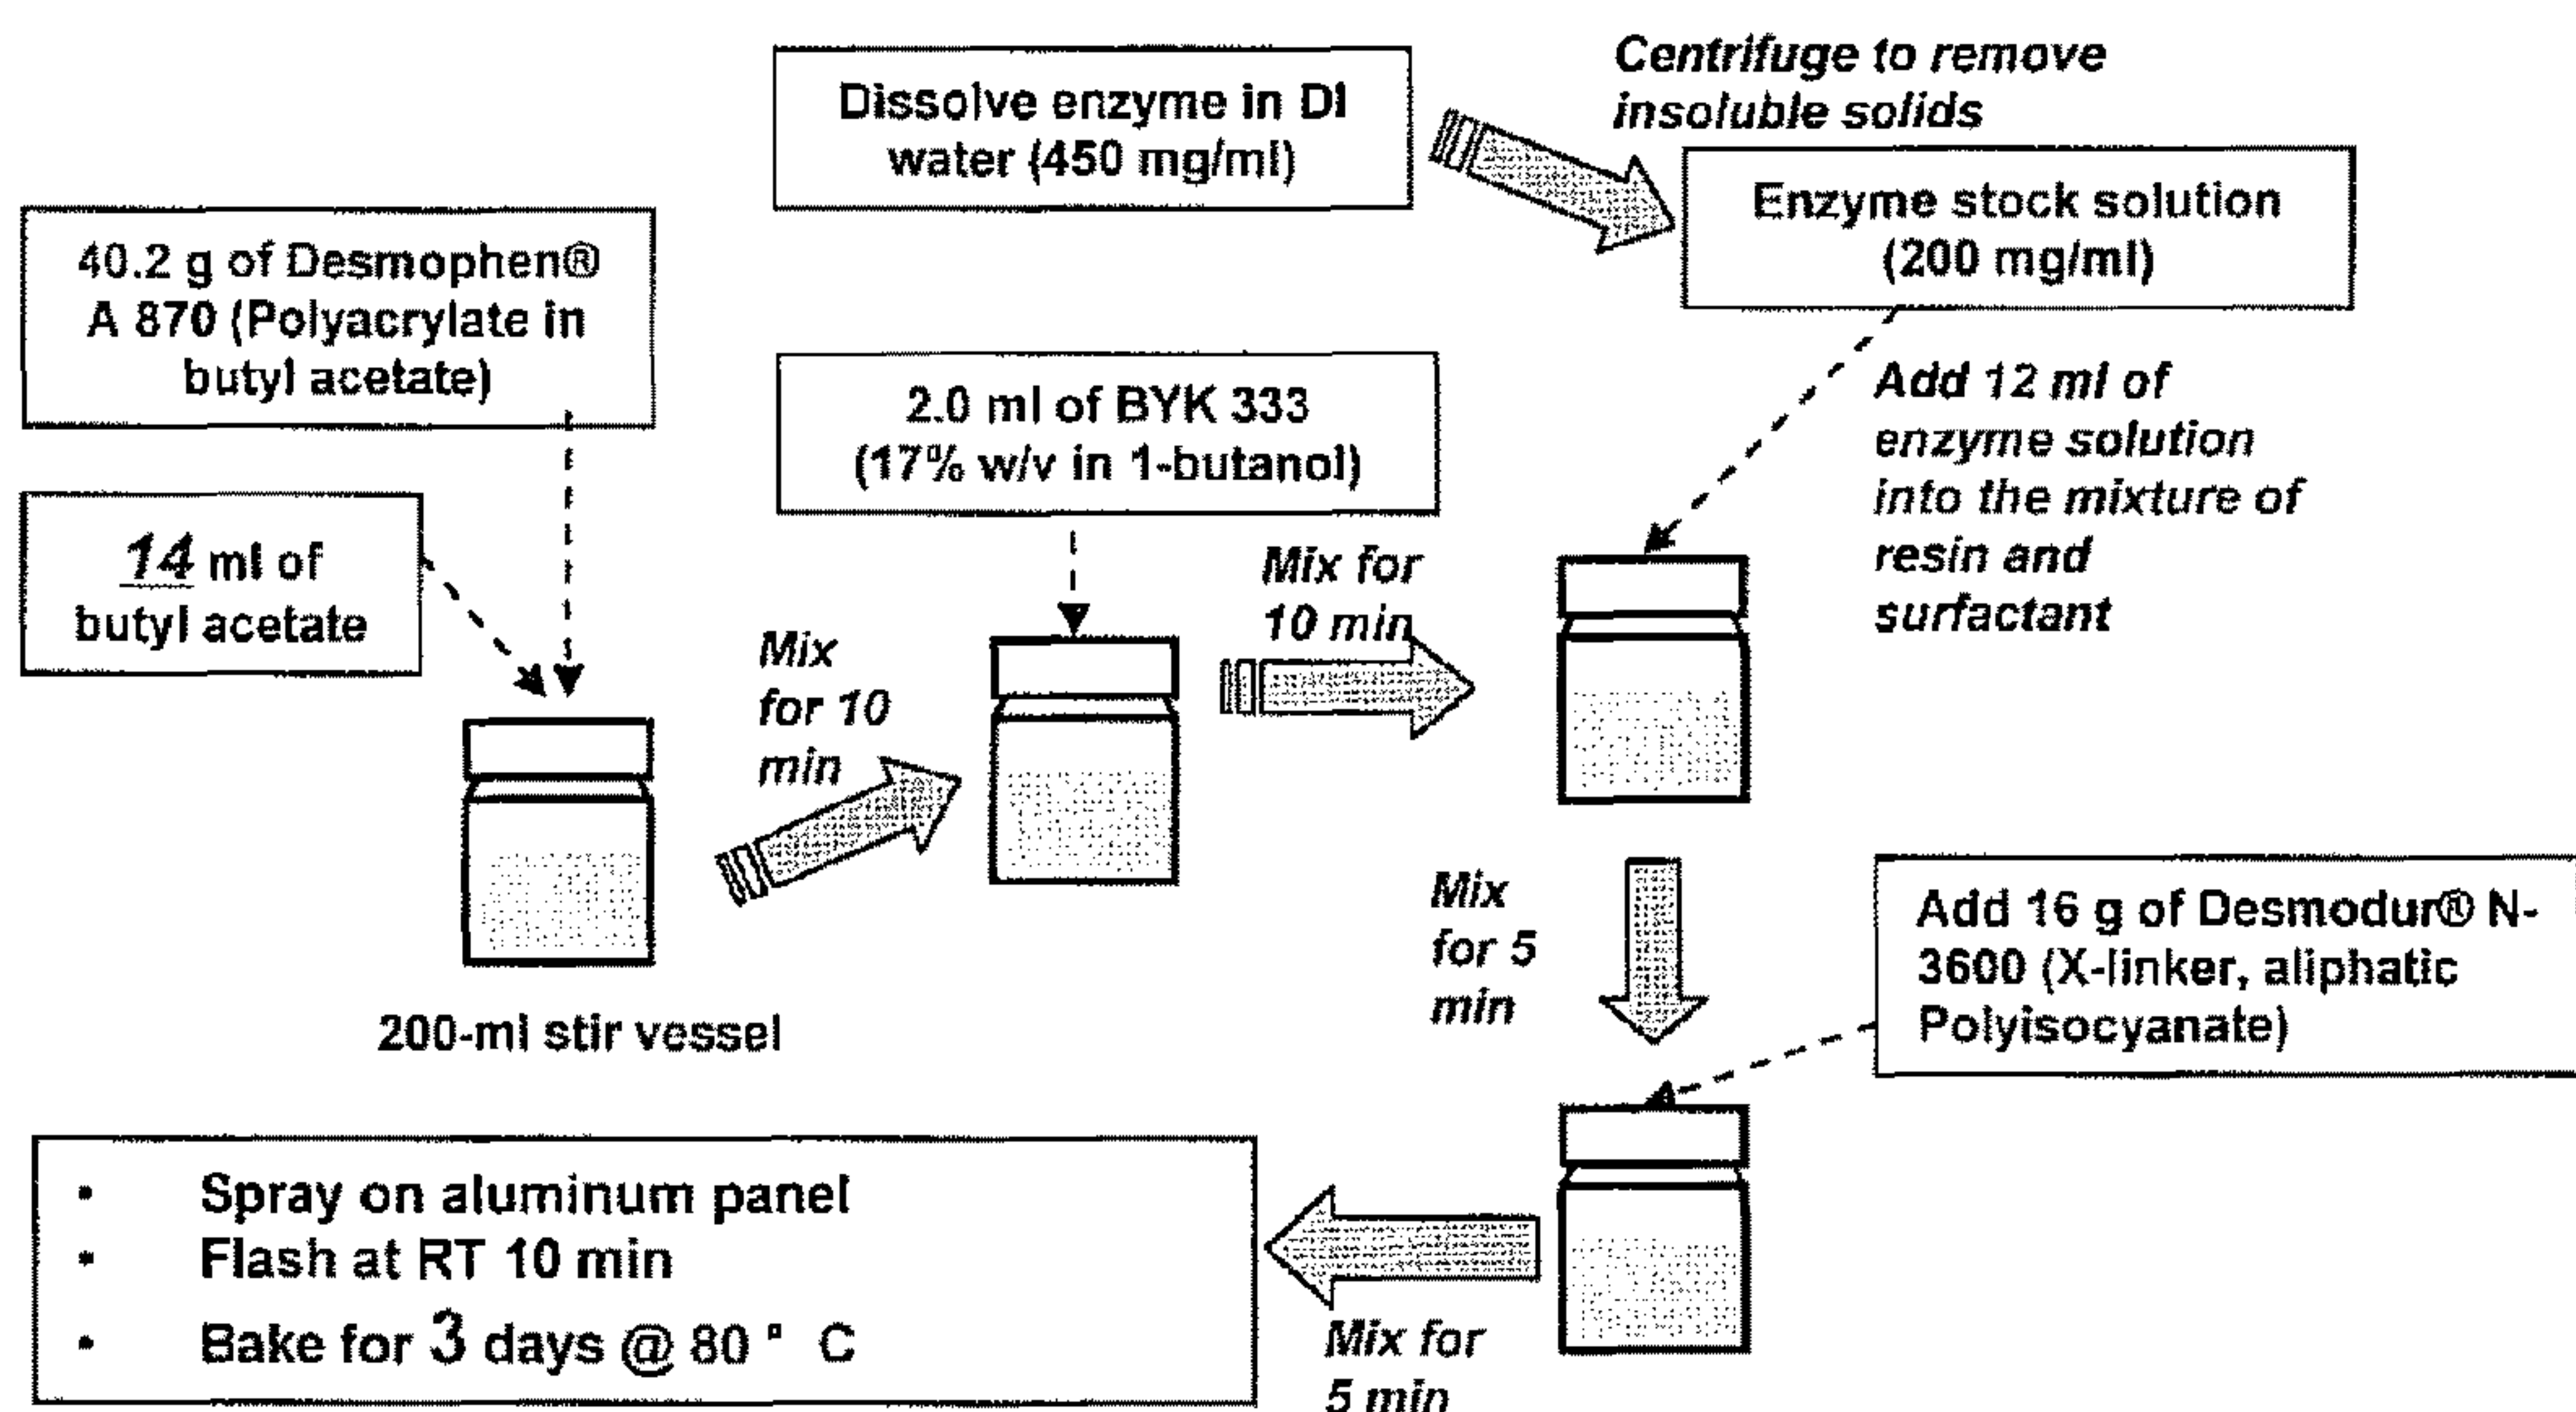 Dissolve enzyme in DI
water (450 mg/ml)
Centrifuge to remove
insoluble solids
Enzyme stock solution
(200 mg/ml)
40.2 g of Desmophen®
A 870 (Polyacrylate in
butyl acetate)
14 ml of
butyl acetate
2.0 ml of BYK 333
(17% w/v in 1-butanol)
Add 12 ml of
enzyme solution
into the mixture of
resin and
surfactant
Mix
for 10
min
Mix for
10 min
200-ml stir vessel
Mix
for 5
min
Add 16 g of Desmodur® N-
3600 (X-linker, aliphatic
Polyisocyanate)
Mix for
5 min
• Spray on aluminum panel
• Flash at RT 10 min
• Bake for 3 days @ 80 ° C